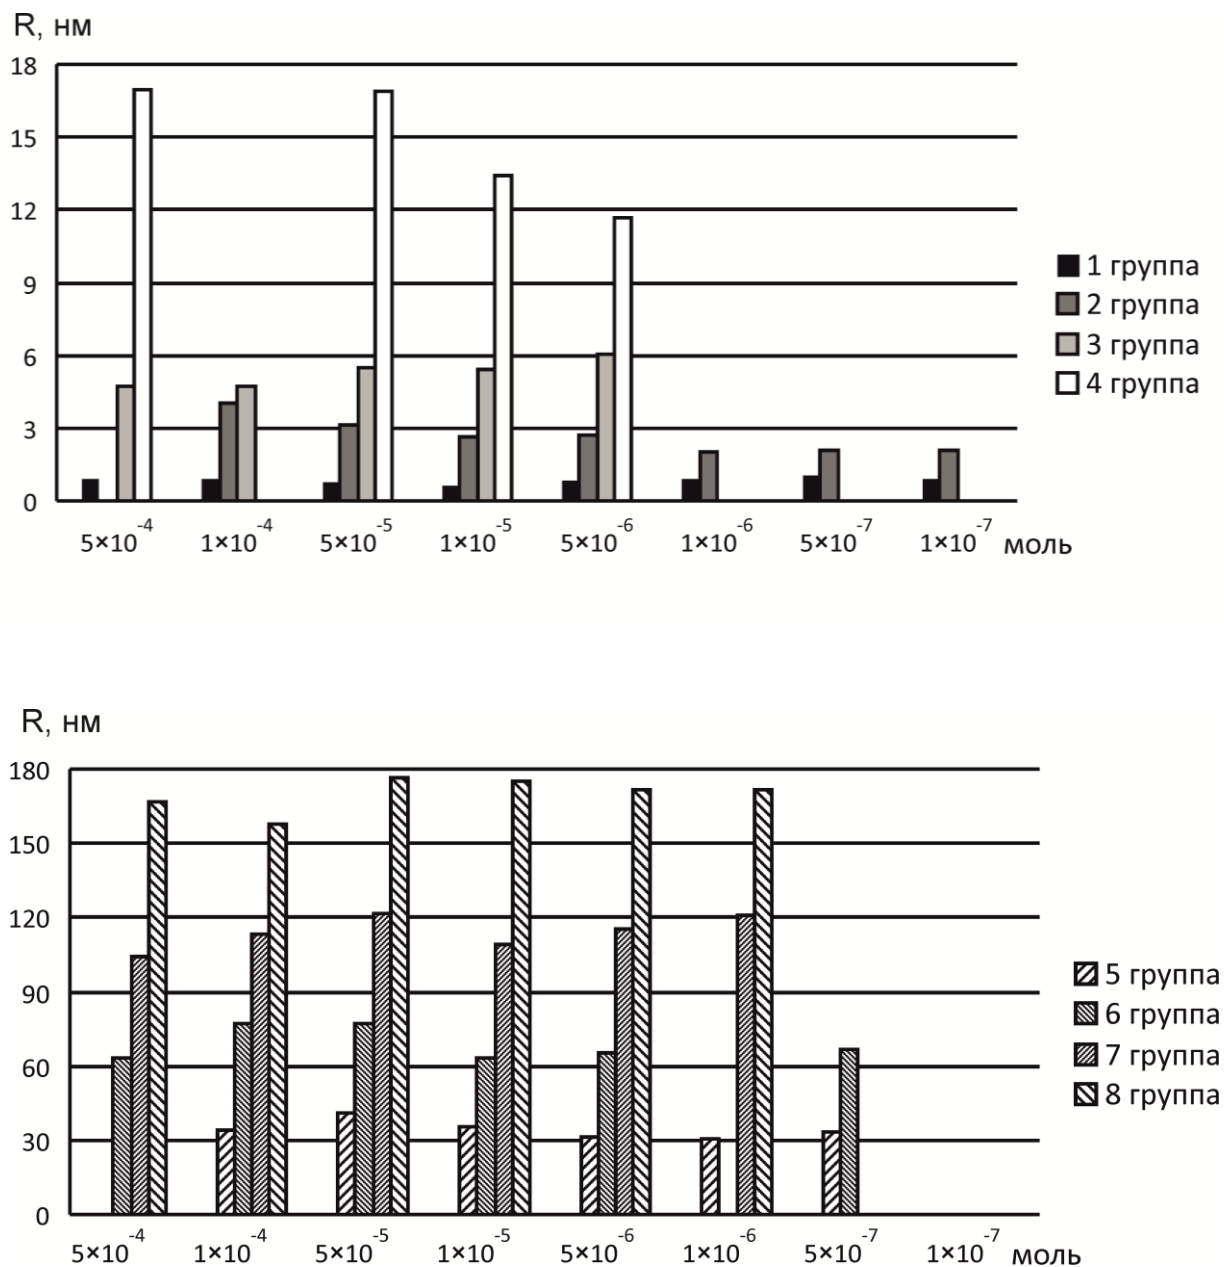 R, нм
18
15
12
9
6
3
0
5×10⁻⁴ 1×10⁻⁴ 5×10⁻⁵ 1×10⁻⁵ 5×10⁻⁶ 1×10⁻⁶ 5×10⁻⁷ 1×10⁻⁷ моль
1 группа
2 группа
3 группа
4 группа
R, нм
180
150
120
90
60
30
0
5×10⁻⁴ 1×10⁻⁴ 5×10⁻⁵ 1×10⁻⁵ 5×10⁻⁶ 1×10⁻⁶ 5×10⁻⁷ 1×10⁻⁷ моль
5 группа
6 группа
7 группа
8 группа